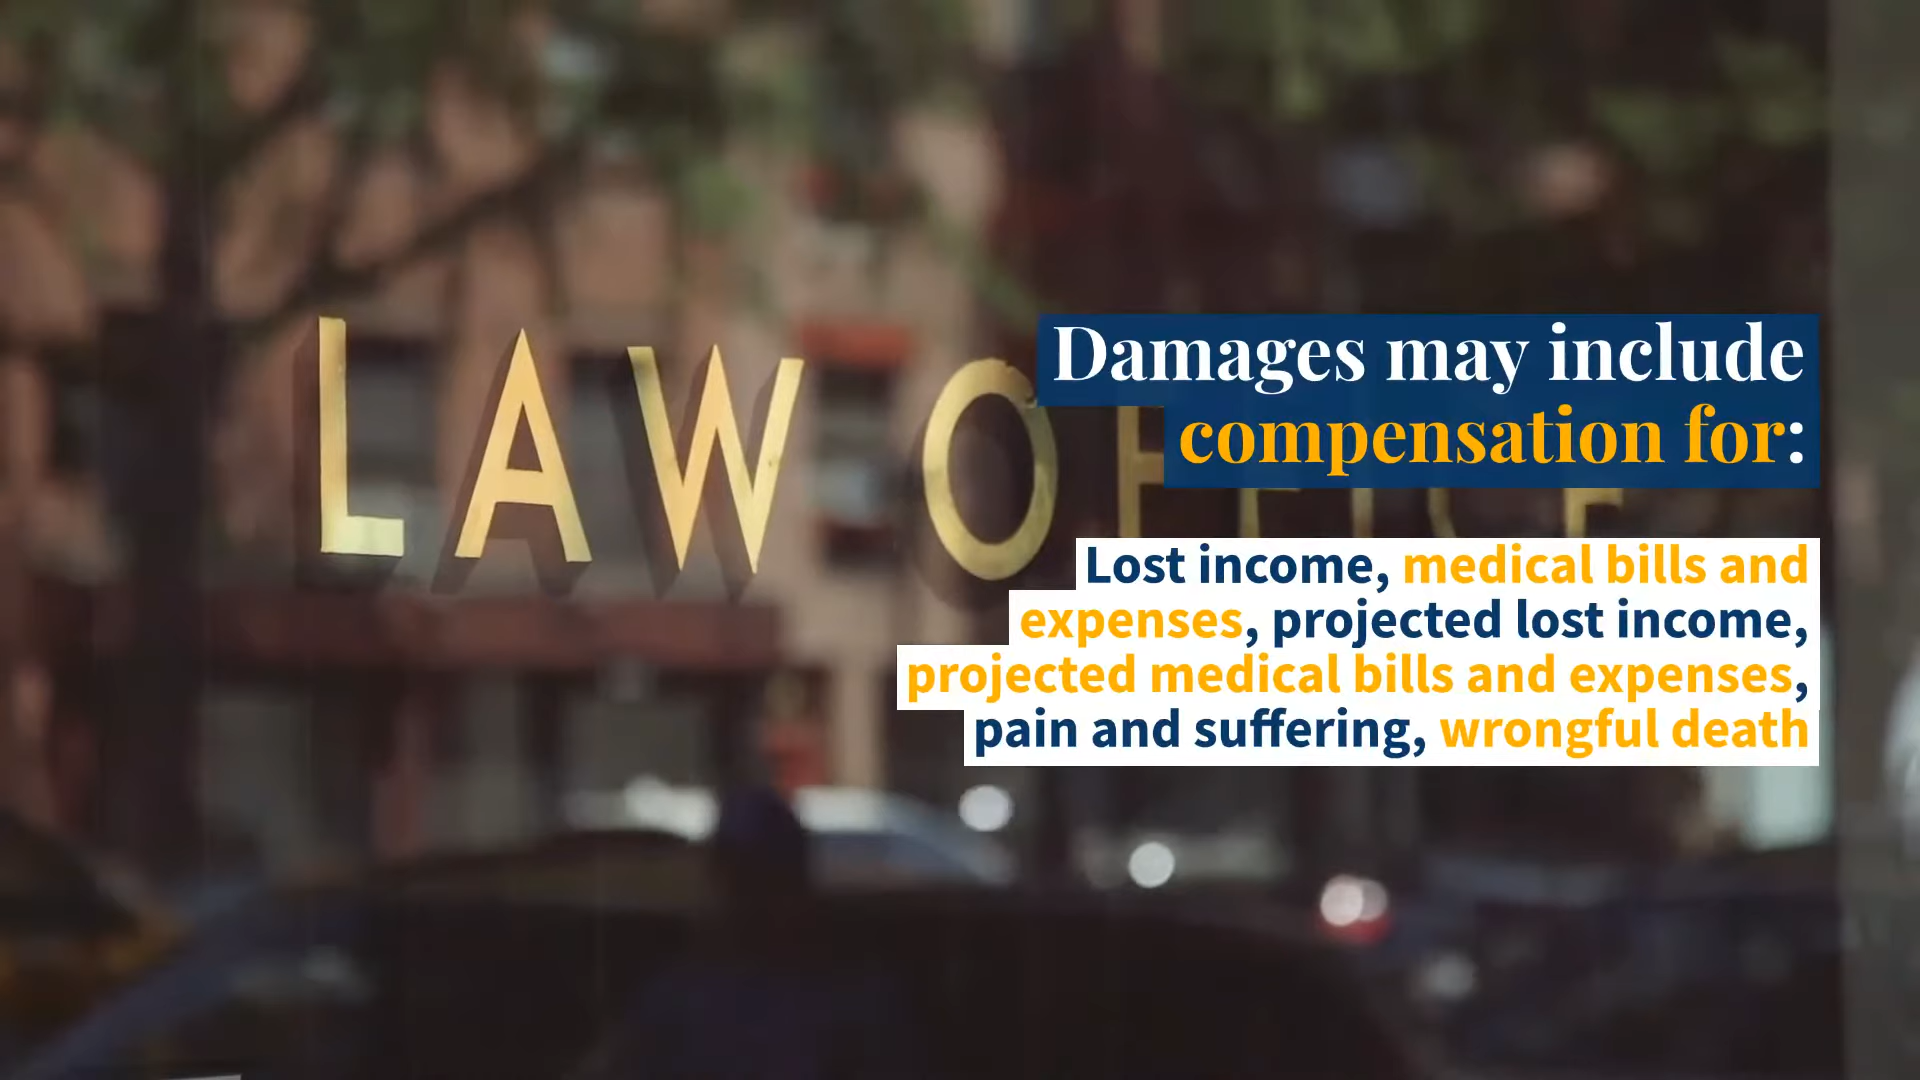 LAW O
Damages may include
compensation for:
Lost income, medical bills and
expenses, projected lost income,
projected medical bills and expenses,
pain and suffering, wrongful death